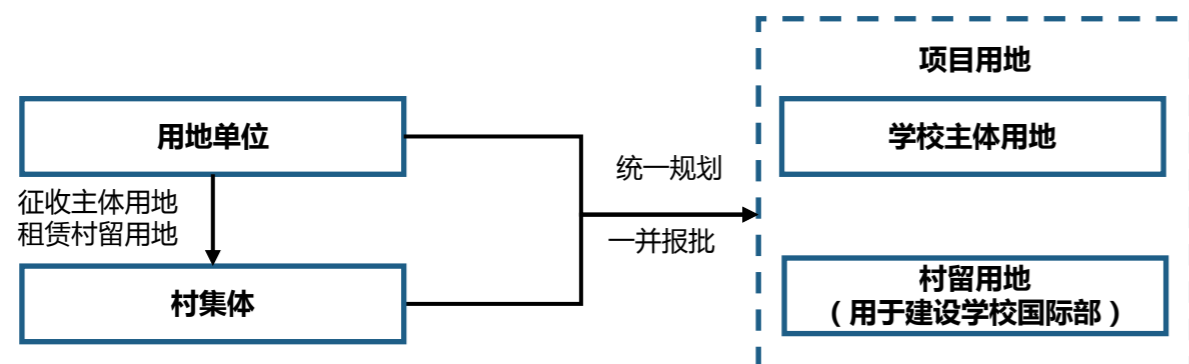 项目用地
用地单位
学校主体用地
统一规划
征收主体用地
租赁村留用地
一并报批
村集体
村留用地
（用于建设学校国际部）